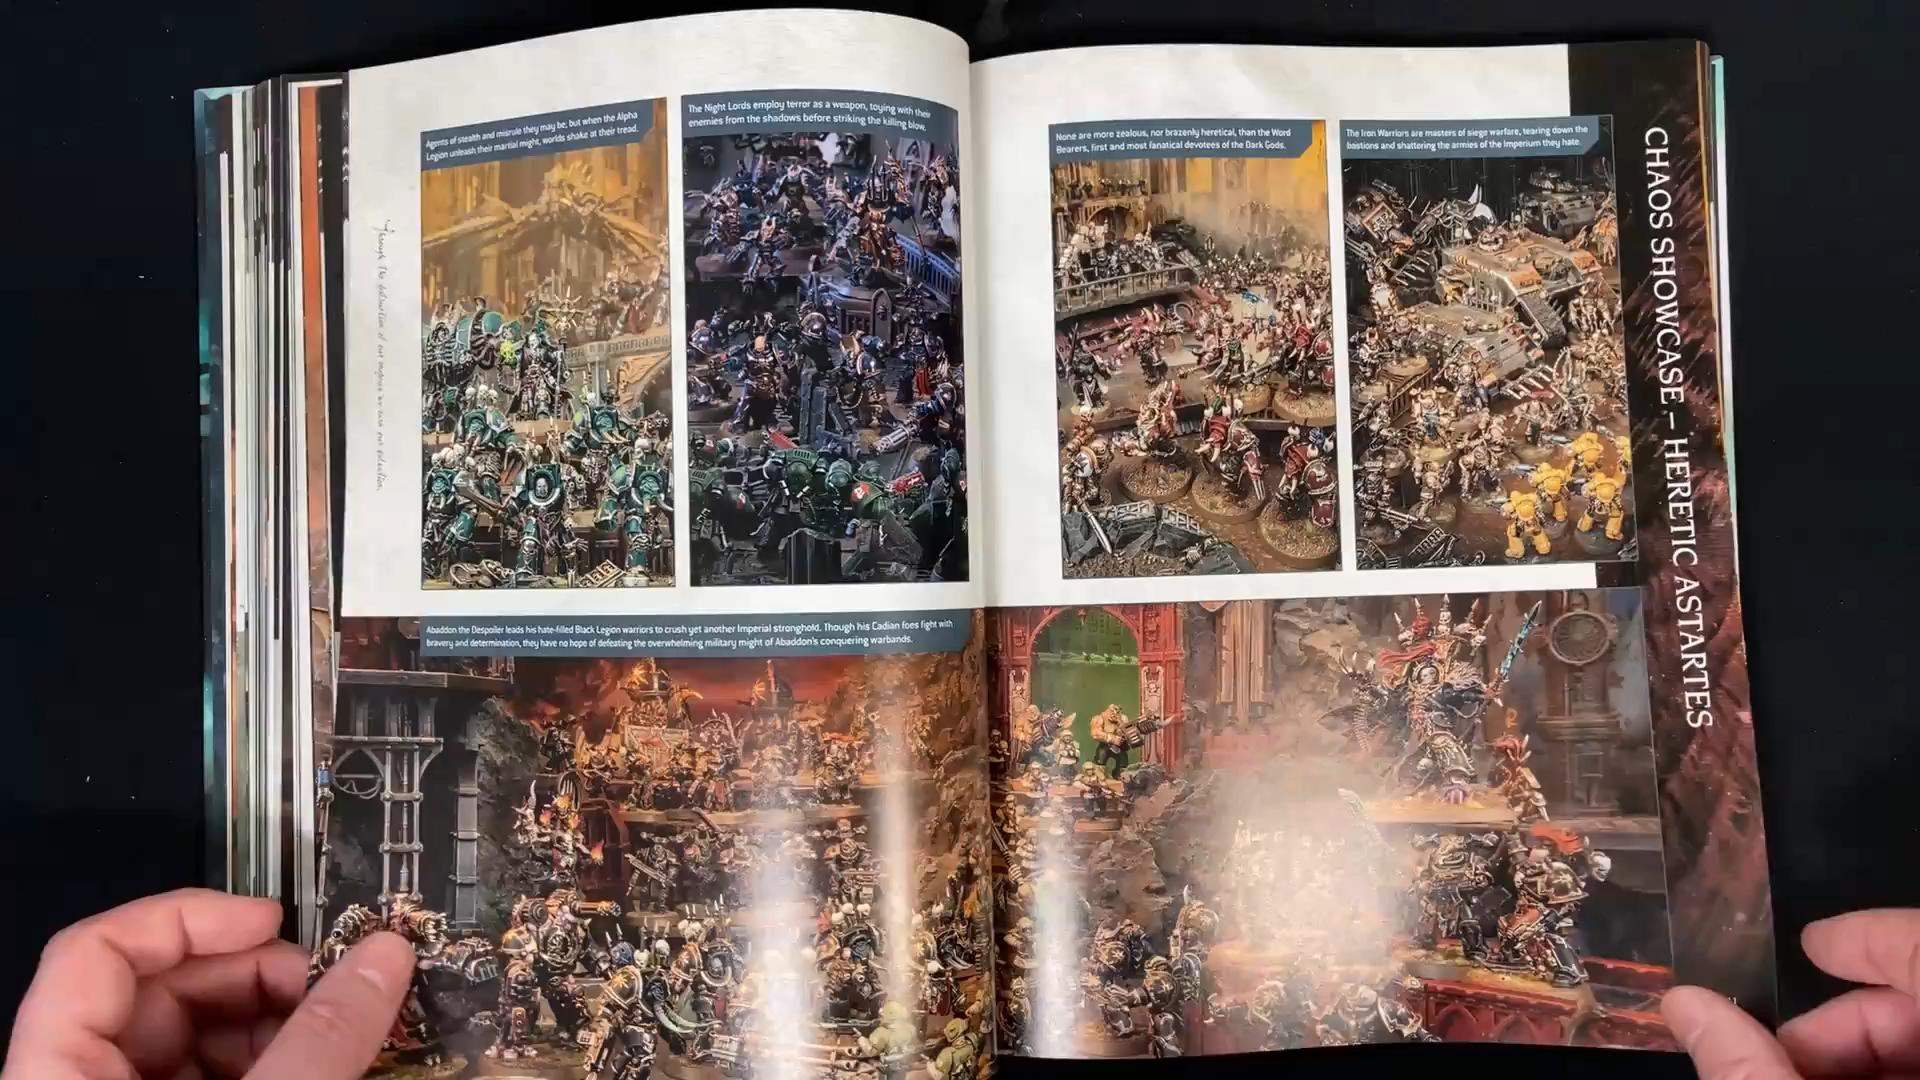 Agents of stealth and misrule they may be, but when the Alpha
Legion unleash their martial might, worlds shake at their tread.
The Night Lords employ terror as a weapon, toying with their
enemies from the shadows before striking the killing blow.
None are more zealous, nor brazenly heretical, than the Word
Bearers, first and most fanatical devotees of the Dark Gods.
The Iron Warriors are masters of siege warfare, tearing down the
bastions and shattering the armies of the Imperium they hate.
CHAOS SHOWCASE – HERETIC ASTARTES
Through the destruction of our
Abaddon the Despoiler leads his hate-filled Black Legion warriors to crush yet another Imperial stronghold. Though his Cadian foes fight with
bravery and determination, they have no hope of defeating the overwhelming military might of Abaddon's conquering warbands.